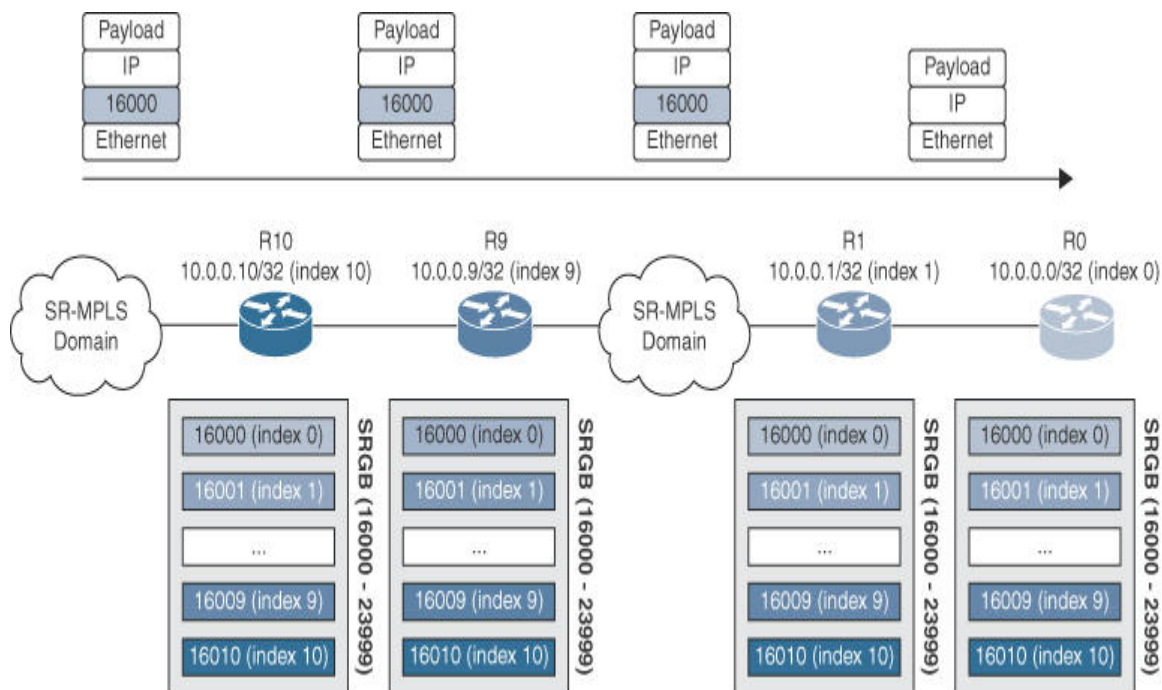 Payload
IP
16000
Ethernet
Payload
IP
16000
Ethernet
Payload
IP
16000
Ethernet
Payload
IP
Ethernet
R10
10.0.0.10/32 (index 10)
R9
10.0.0.9/32 (index 9)
R1
10.0.0.1/32 (index 1)
R0
10.0.0.0/32 (index 0)
SR-MPLS
Domain
SR-MPLS
Domain
16000 (index 0)
16001 (index 1)
...
16009 (index 9)
16010 (index 10)
SRGB (16000 - 23999)
16000 (index 0)
16001 (index 1)
...
16009 (index 9)
16010 (index 10)
SRGB (16000 - 23999)
16000 (index 0)
16001 (index 1)
...
16009 (index 9)
16010 (index 10)
SRGB (16000 - 23999)
16000 (index 0)
16001 (index 1)
...
16009 (index 9)
16010 (index 10)
SRGB (16000 - 23999)